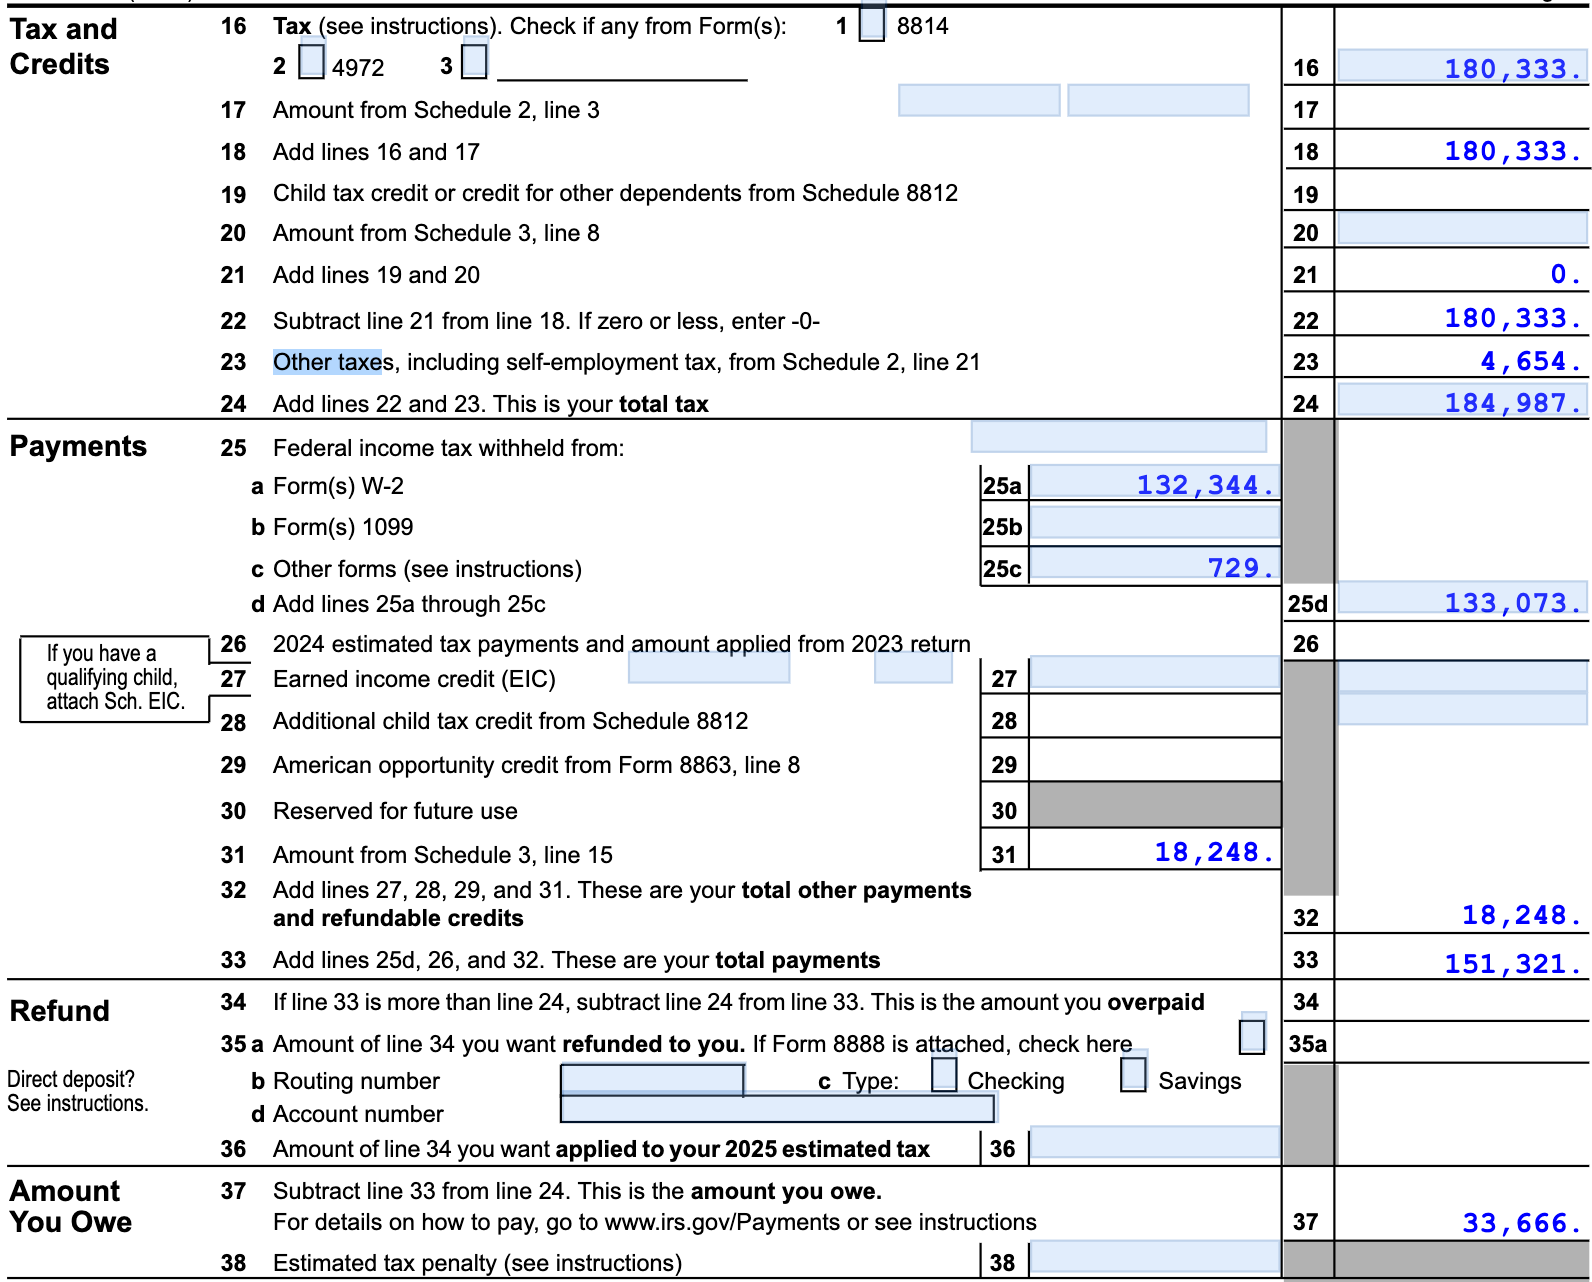 Tax and Credits
16 Tax (see instructions). Check if any from Form(s): 1 8814
2 4972 3 16 180,333.
17 Amount from Schedule 2, line 3 17
18 Add lines 16 and 17 18 180,333.
19 Child tax credit or credit for other dependents from Schedule 8812 19
20 Amount from Schedule 3, line 8 20
21 Add lines 19 and 20 21 0.
22 Subtract line 21 from line 18. If zero or less, enter -0- 22 180,333.
23 Other taxes, including self-employment tax, from Schedule 2, line 21 23 4,654.
24 Add lines 22 and 23. This is your total tax 24 184,987.
Payments
25 Federal income tax withheld from:
a Form(s) W-2 25a 132,344.
b Form(s) 1099 25b
c Other forms (see instructions) 25c 729.
d Add lines 25a through 25c 25d 133,073.
If you have a
qualifying child,
attach Sch. EIC.
26 2024 estimated tax payments and amount applied from 2023 return 26
27 Earned income credit (EIC) 27
28 Additional child tax credit from Schedule 8812 28
29 American opportunity credit from Form 8863, line 8 29
30 Reserved for future use 30
31 Amount from Schedule 3, line 15 31 18,248.
32 Add lines 27, 28, 29, and 31. These are your total other payments
and refundable credits 32 18,248.
33 Add lines 25d, 26, and 32. These are your total payments 33 151,321.
Refund
34 If line 33 is more than line 24, subtract line 24 from line 33. This is the amount you overpaid 34
35 a Amount of line 34 you want refunded to you. If Form 8888 is attached, check here 35a
Direct deposit?
See instructions.
b Routing number c Type: Checking Savings
d Account number
36 Amount of line 34 you want applied to your 2025 estimated tax 36
Amount
You Owe
37 Subtract line 33 from line 24. This is the amount you owe.
For details on how to pay, go to www.irs.gov/Payments or see instructions 37 33,666.
38 Estimated tax penalty (see instructions) 38